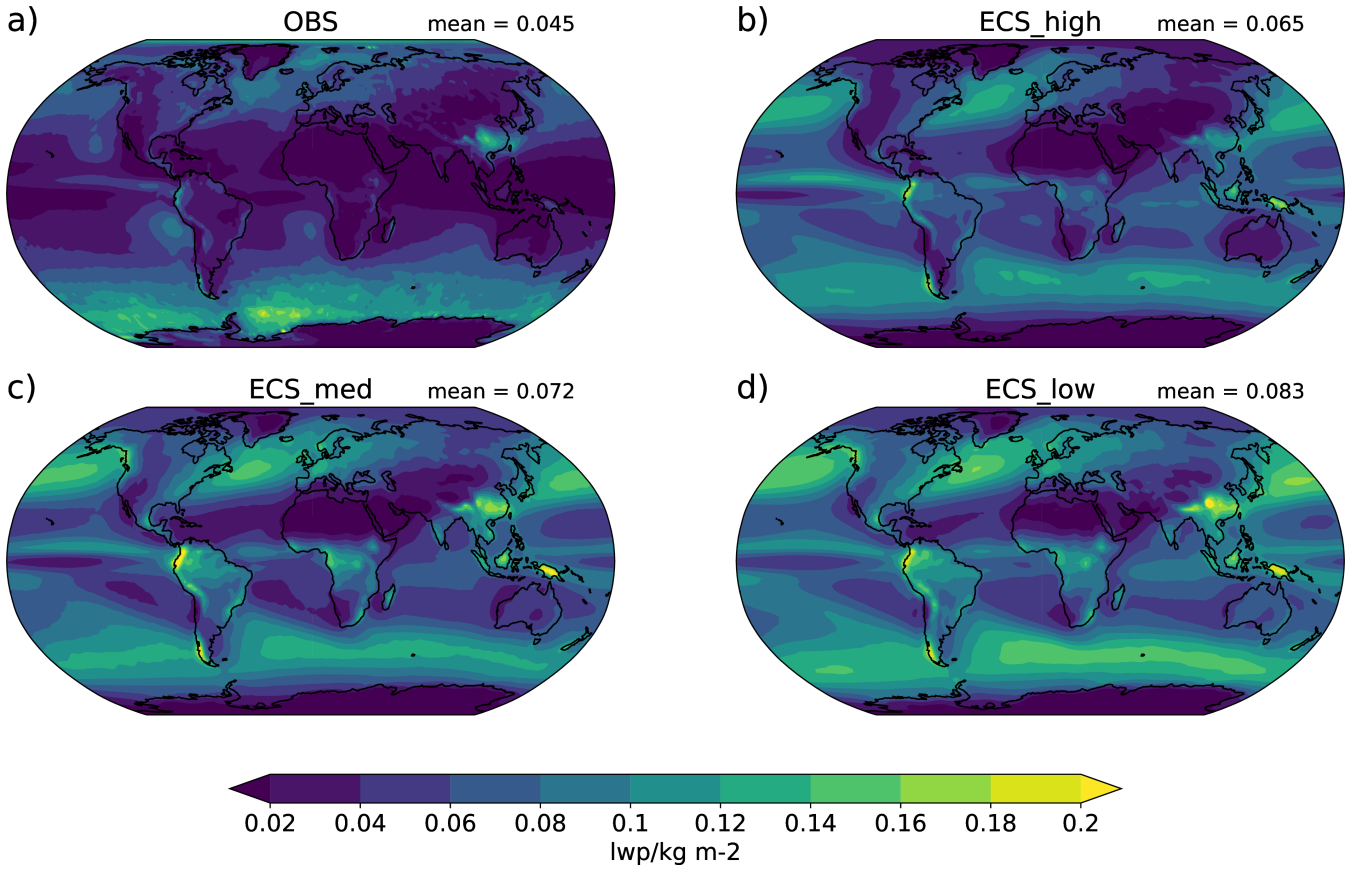 a) OBS mean = 0.045
b) ECS_high mean = 0.065
c) ECS_med mean = 0.072
d) ECS_low mean = 0.083
0.02 0.04 0.06 0.08 0.1 0.12 0.14 0.16 0.18 0.2
lwp/kg m-2